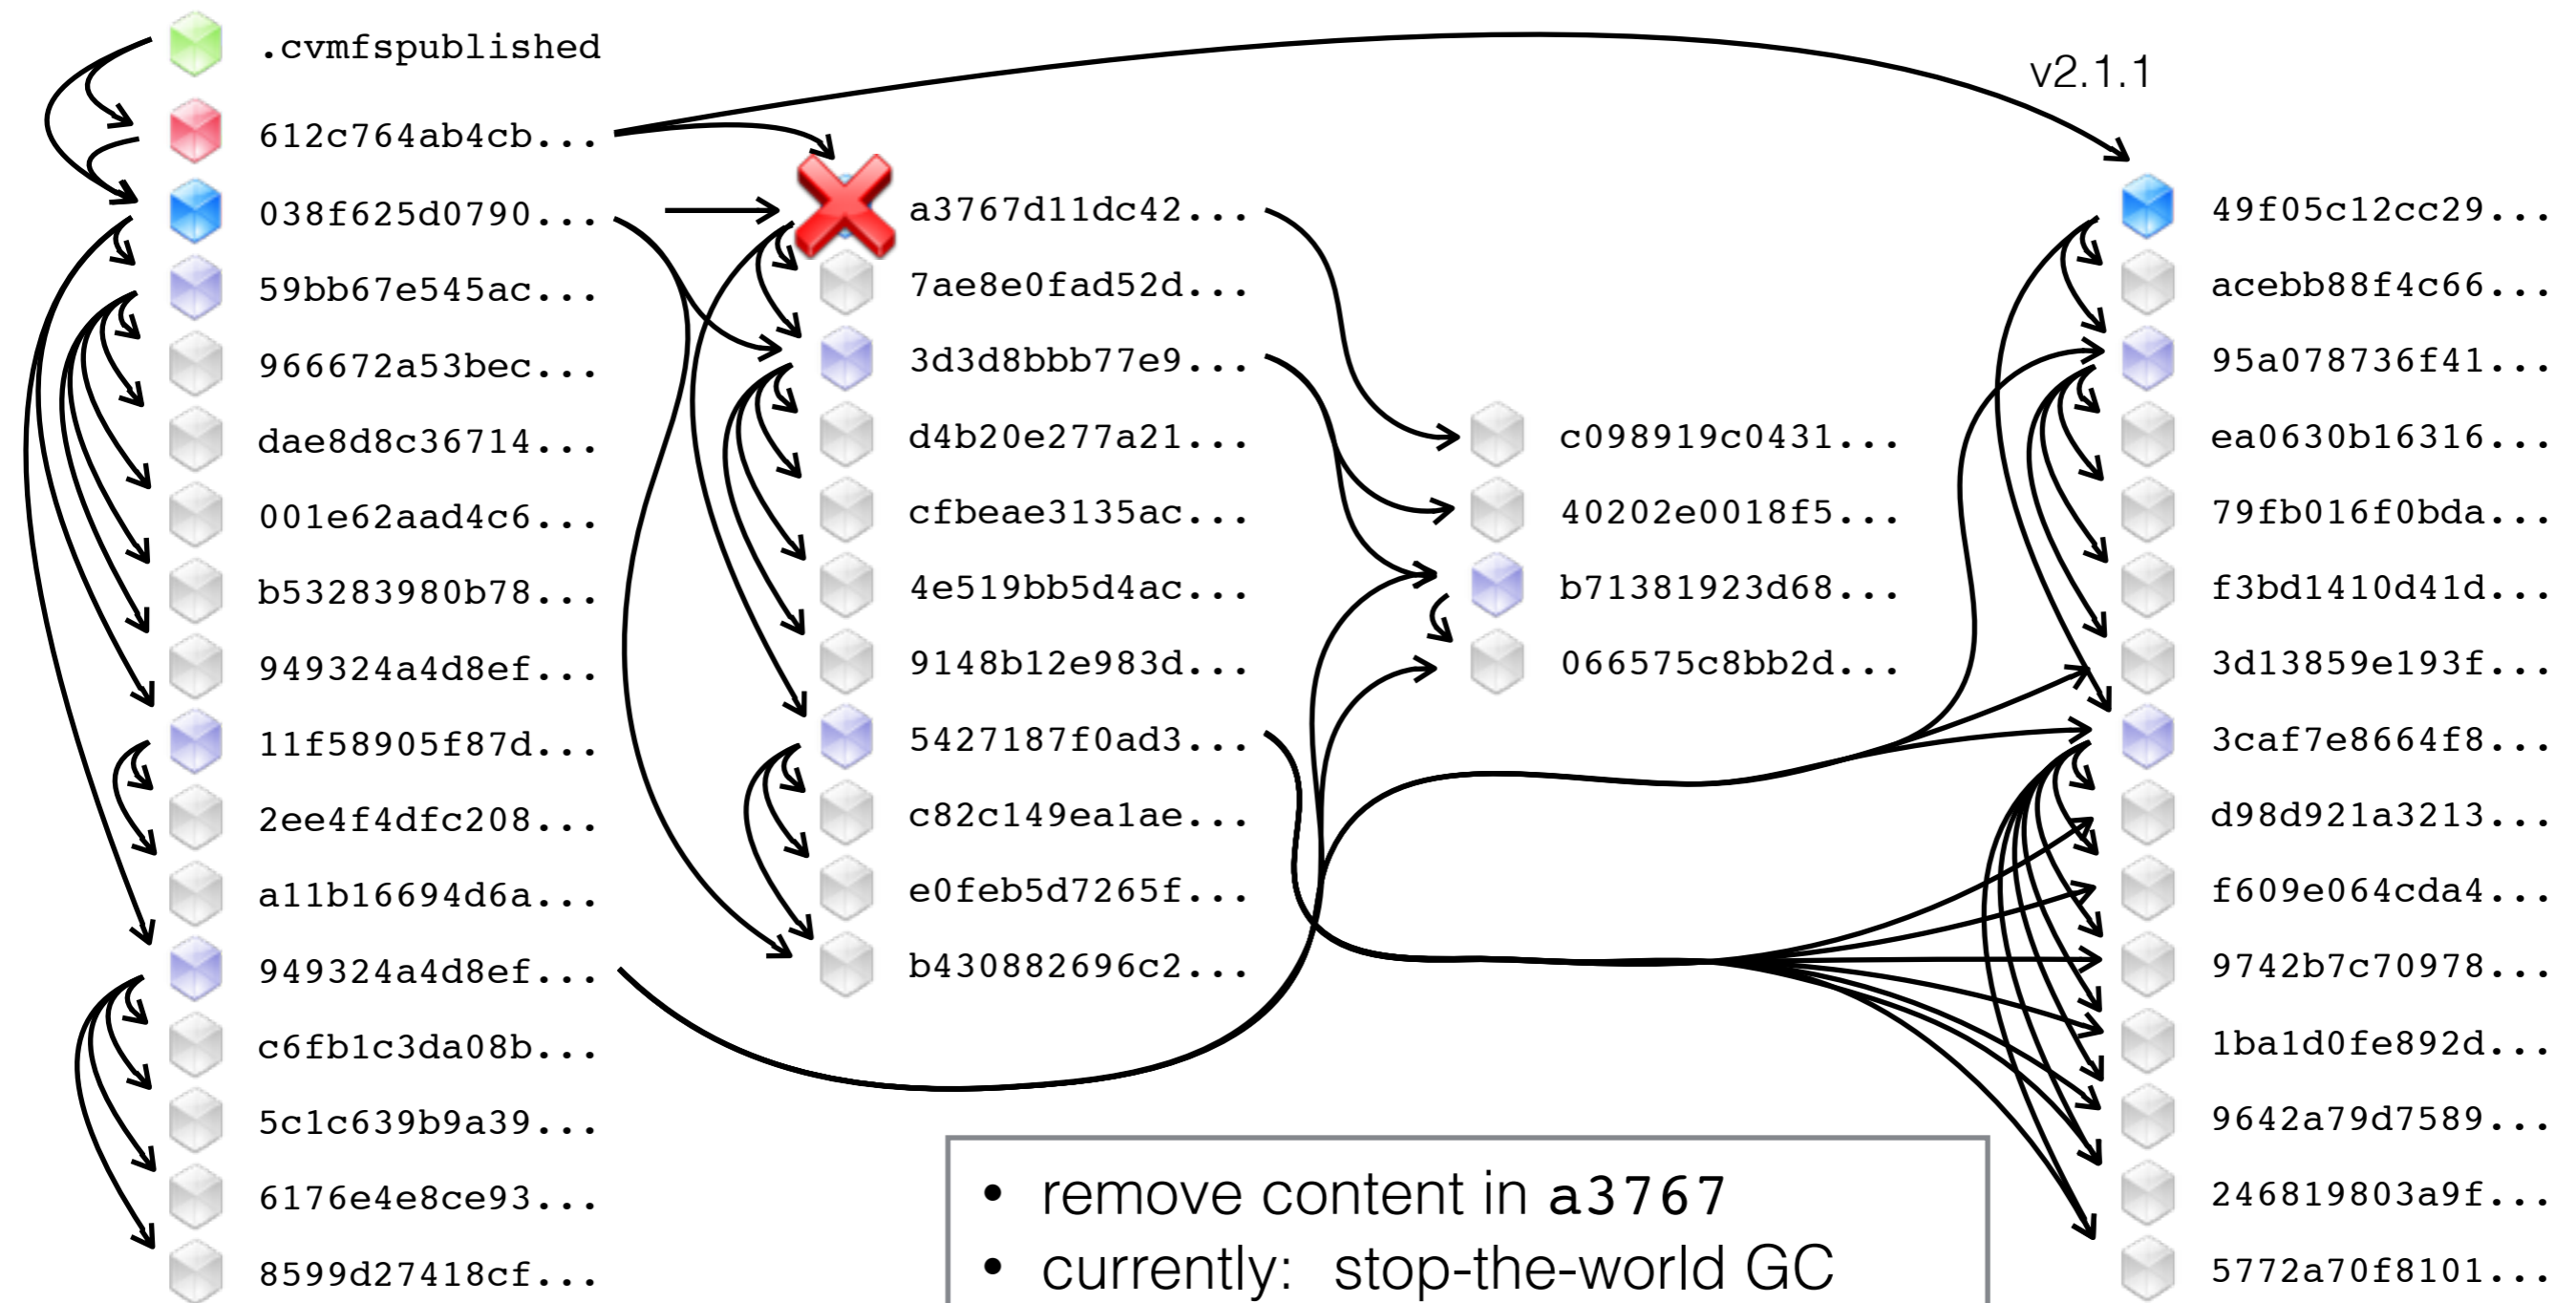 .cvmfspublished
612c764ab4cb...
038f625d0790...
59bb67e545ac...
966672a53bec...
dae8d8c36714...
001e62aad4c6...
b53283980b78...
949324a4d8ef...
11f58905f87d...
2ee4f4dfc208...
a11b16694d6a...
949324a4d8ef...
c6fb1c3da08b...
5c1c639b9a39...
6176e4e8ce93...
8599d27418cf...
a3767d11dc42...
7ae8e0fad52d...
3d3d8bbb77e9...
d4b20e277a21...
cfbeae3135ac...
4e519bb5d4ac...
9148b12e983d...
5427187f0ad3...
c82c149ea1ae...
e0feb5d7265f...
b430882696c2...
c098919c0431...
40202e0018f5...
b71381923d68...
066575c8bb2d...
v2.1.1
49f05c12cc29...
acebb88f4c66...
95a078736f41...
ea0630b16316...
79fb016f0bda...
f3bd1410d41d...
3d13859e193f...
3caf7e8664f8...
d98d921a3213...
f609e064cda4...
9742b7c70978...
1ba1d0fe892d...
9642a79d7589...
246819803a9f...
5772a70f8101...
• remove content in a3767
• currently: stop-the-world GC